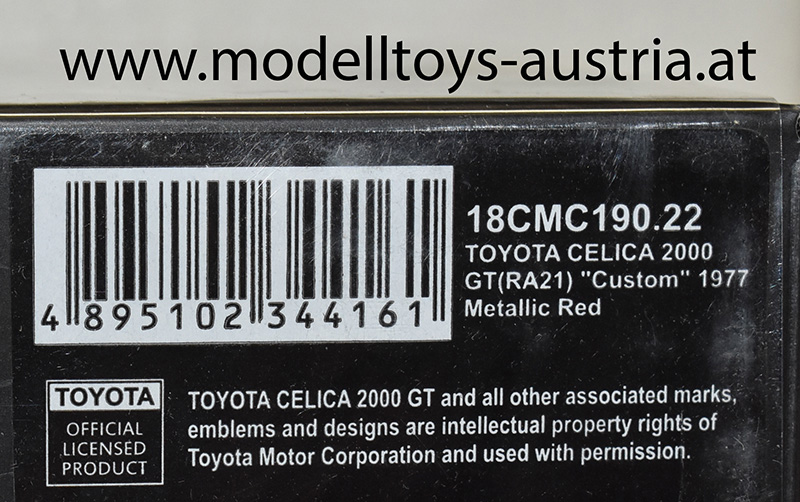 www.modelltoys-austria.at
18CMC190.22
TOYOTA CELICA 2000
GT(RA21) "Custom" 1977
Metallic Red
4 895102 344161
TOYOTA
OFFICIAL
LICENSED
PRODUCT
TOYOTA CELICA 2000 GT and all other associated marks,
emblems and designs are intellectual property rights of
Toyota Motor Corporation and used with permission.